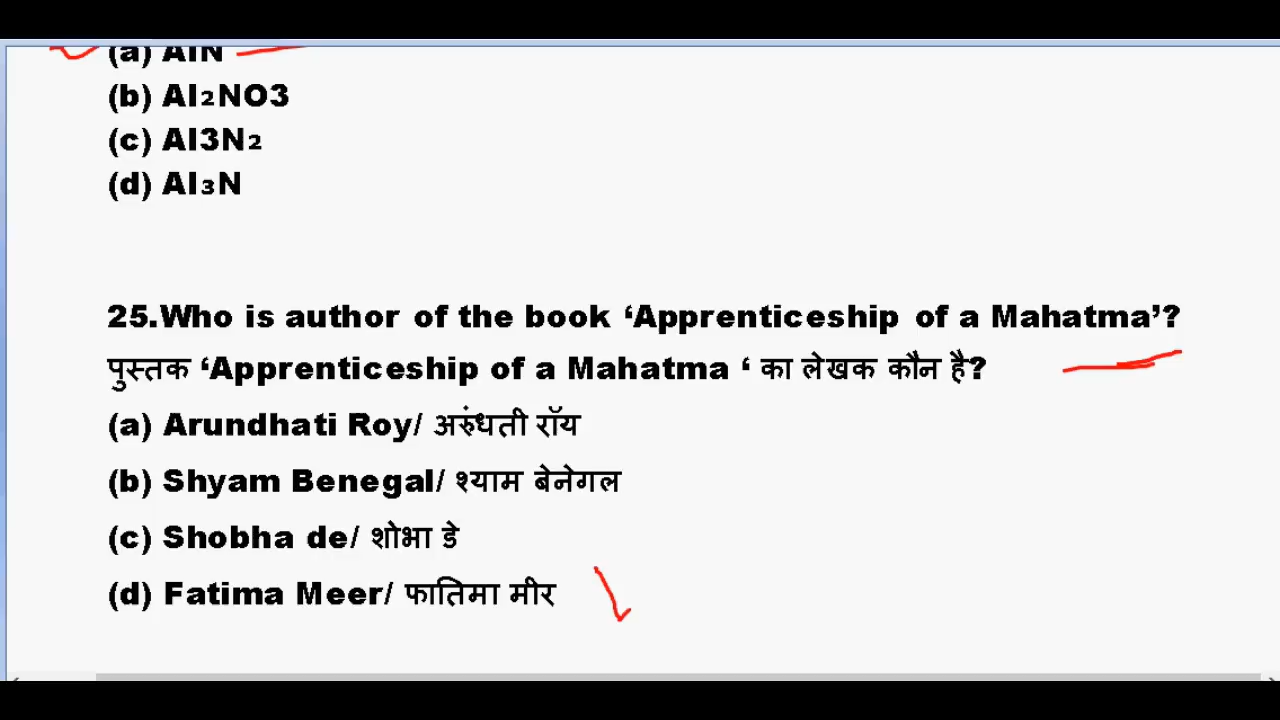 (a) AlN
(b) Al₂NO3
(c) Al3N₂
(d) Al₃N
25.Who is author of the book ‘Apprenticeship of a Mahatma’?
पुस्तक ‘Apprenticeship of a Mahatma ‘ का लेखक कौन है?
(a) Arundhati Roy/ अरुंधती रॉय
(b) Shyam Benegal/ श्याम बेनेगल
(c) Shobha de/ शोभा डे
(d) Fatima Meer/ फातिमा मीर